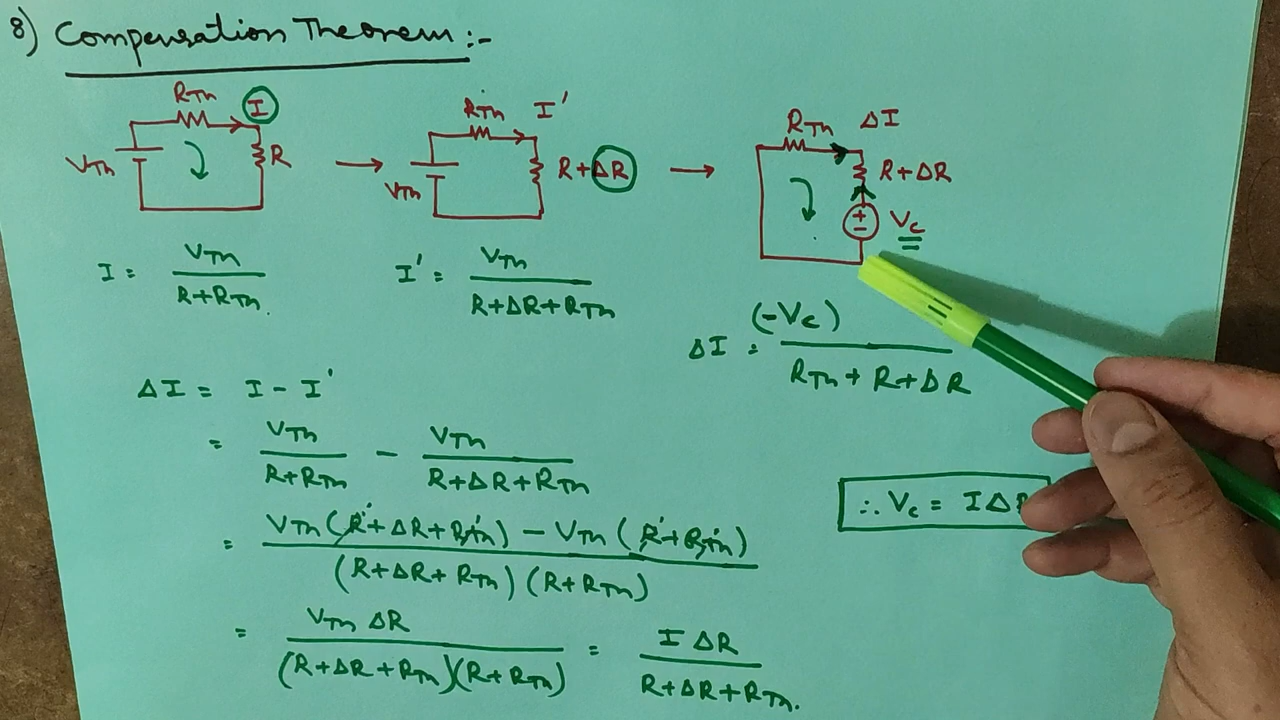 8) Compensation Theorem :-
RTh I
VTh R
RTh I'
VTh R+ΔR
RTh ΔI
R+ΔR
+
−
Vc
I = VTh / R+RTh.
I' = VTh / R+ΔR+RTh
ΔI = (-Vc) / RTh + R+ΔR
ΔI = I - I'
= VTh / R+RTh - VTh / R+ΔR+RTh
= VTh (R+ΔR+RTh) - VTh (R+RTh) / (R+ΔR+RTh) (R+RTh)
= VTh ΔR / (R+ΔR+RTh)(R+RTh) = I ΔR / R+ΔR+RTh.
∴ Vc = IΔ